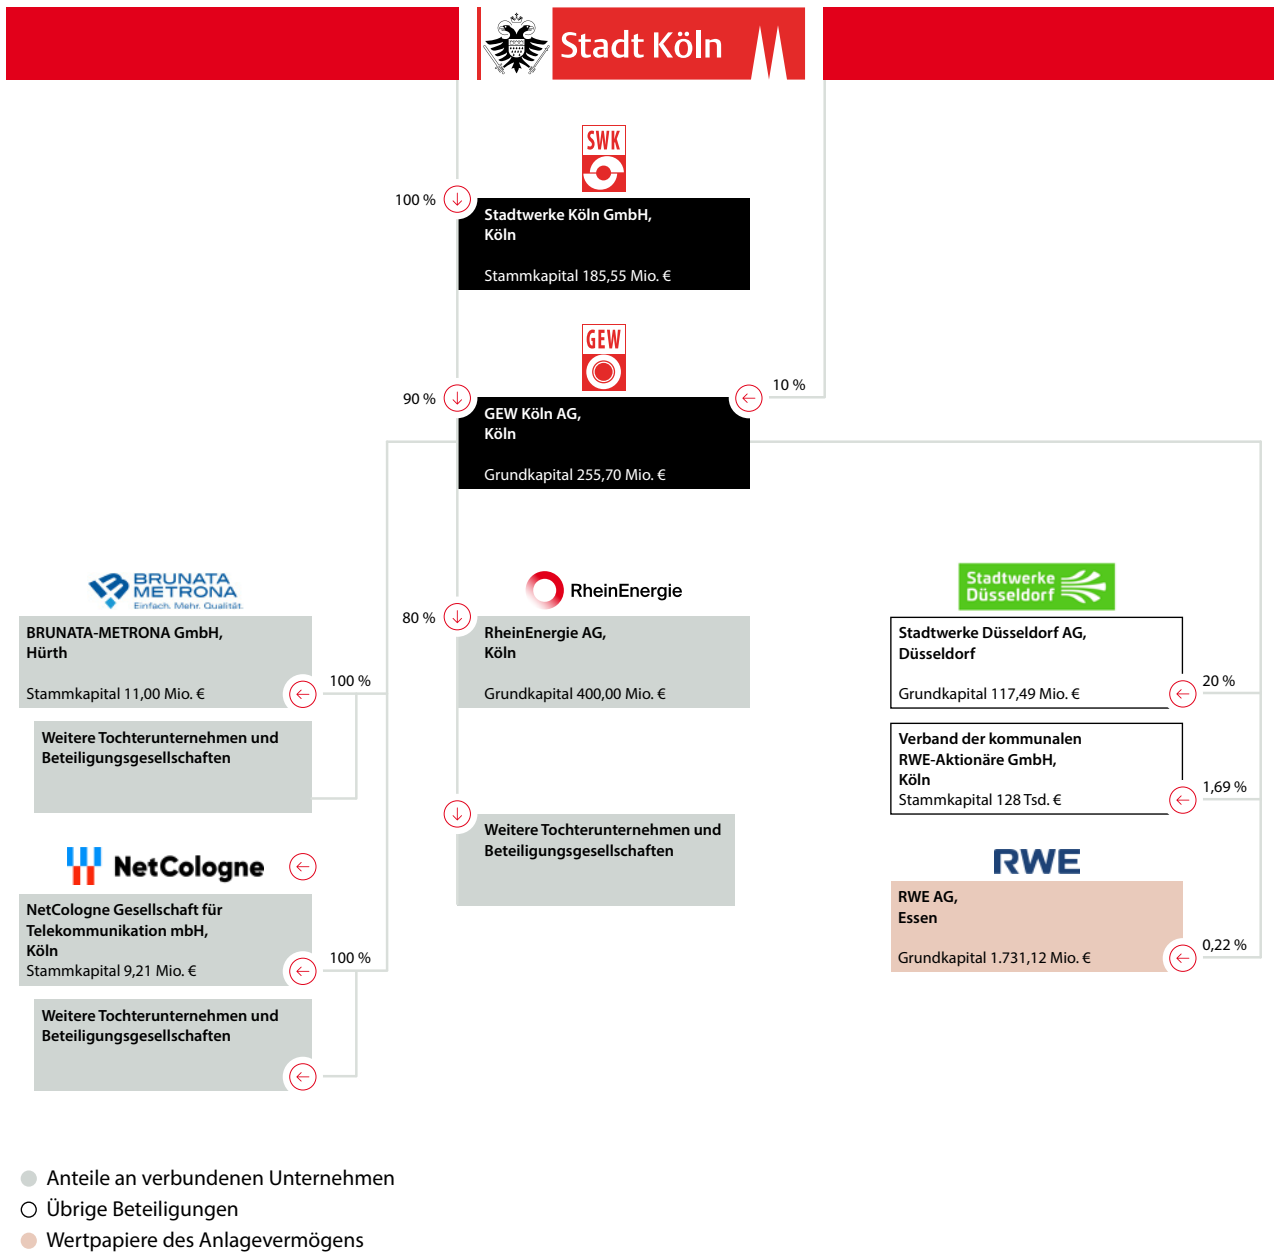 Stadt Köln
SWK
100 %
Stadtwerke Köln GmbH,
Köln
Stammkapital 185,55 Mio. €
GEW
90 %
10 %
GEW Köln AG,
Köln
Grundkapital 255,70 Mio. €
BRUNATA
METRONA
Einfach. Mehr. Qualität.
BRUNATA-METRONA GmbH,
Hürth
Stammkapital 11,00 Mio. €
100 %
Weitere Tochterunternehmen und
Beteiligungsgesellschaften
NetCologne
NetCologne Gesellschaft für
Telekommunikation mbH,
Köln
Stammkapital 9,21 Mio. €
100 %
Weitere Tochterunternehmen und
Beteiligungsgesellschaften
RheinEnergie
80 %
RheinEnergie AG,
Köln
Grundkapital 400,00 Mio. €
Weitere Tochterunternehmen und
Beteiligungsgesellschaften
Stadtwerke
Düsseldorf
Stadtwerke Düsseldorf AG,
Düsseldorf
Grundkapital 117,49 Mio. €
20 %
Verband der kommunalen
RWE-Aktionäre GmbH,
Köln
Stammkapital 128 Tsd. €
1,69 %
RWE
RWE AG,
Essen
Grundkapital 1.731,12 Mio. €
0,22 %
Anteile an verbundenen Unternehmen
Übrige Beteiligungen
Wertpapiere des Anlagevermögens